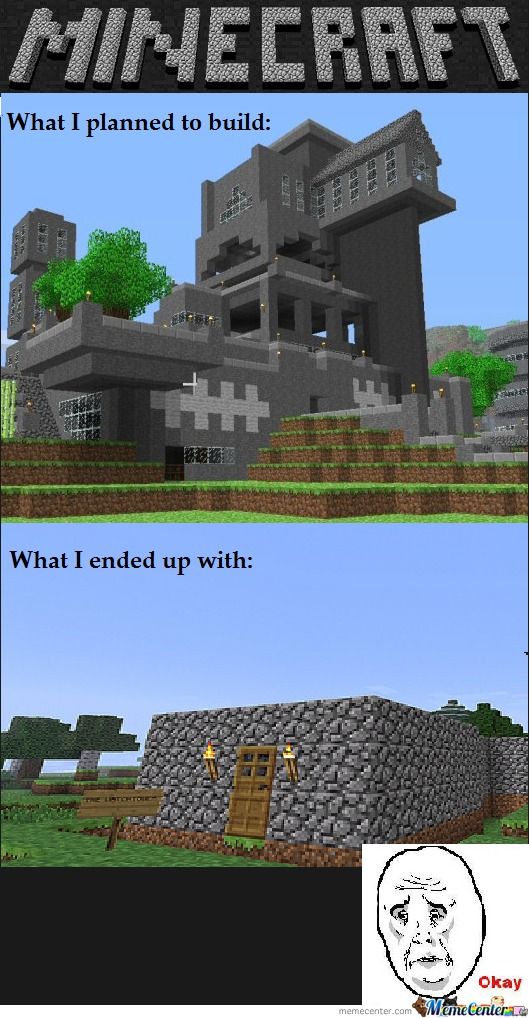 MINECRAFT
What I planned to build:
What I ended up with:
Okay
memecenter.com MemeCenter